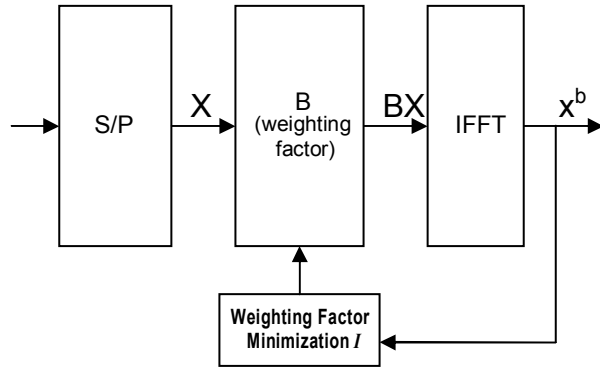 S/P
X
B
(weighting
factor)
BX
IFFT
x^b
Weighting Factor
Minimization I